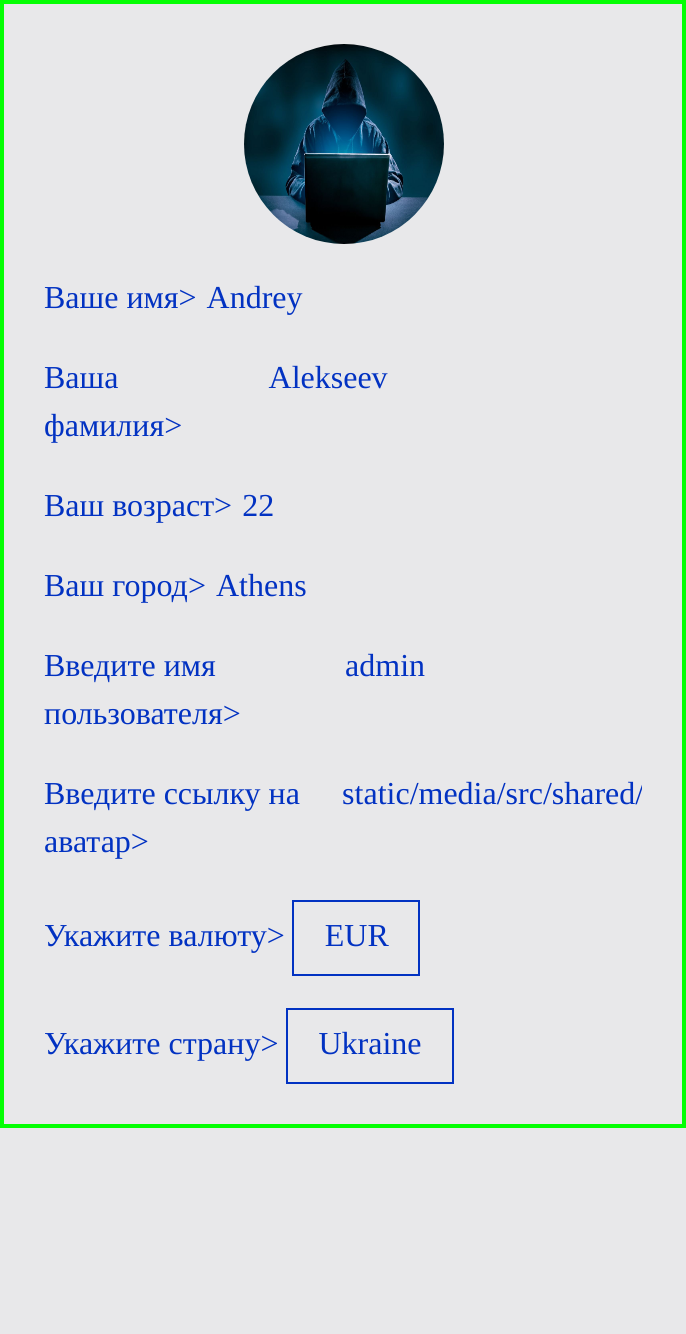 Ваше имя> Andrey
Ваша Alekseev
фамилия>
Ваш возраст> 22
Ваш город> Athens
Введите имя admin
пользователя>
Введите ссылку на static/media/src/shared/
аватар>
Укажите валюту> EUR
Укажите страну> Ukraine